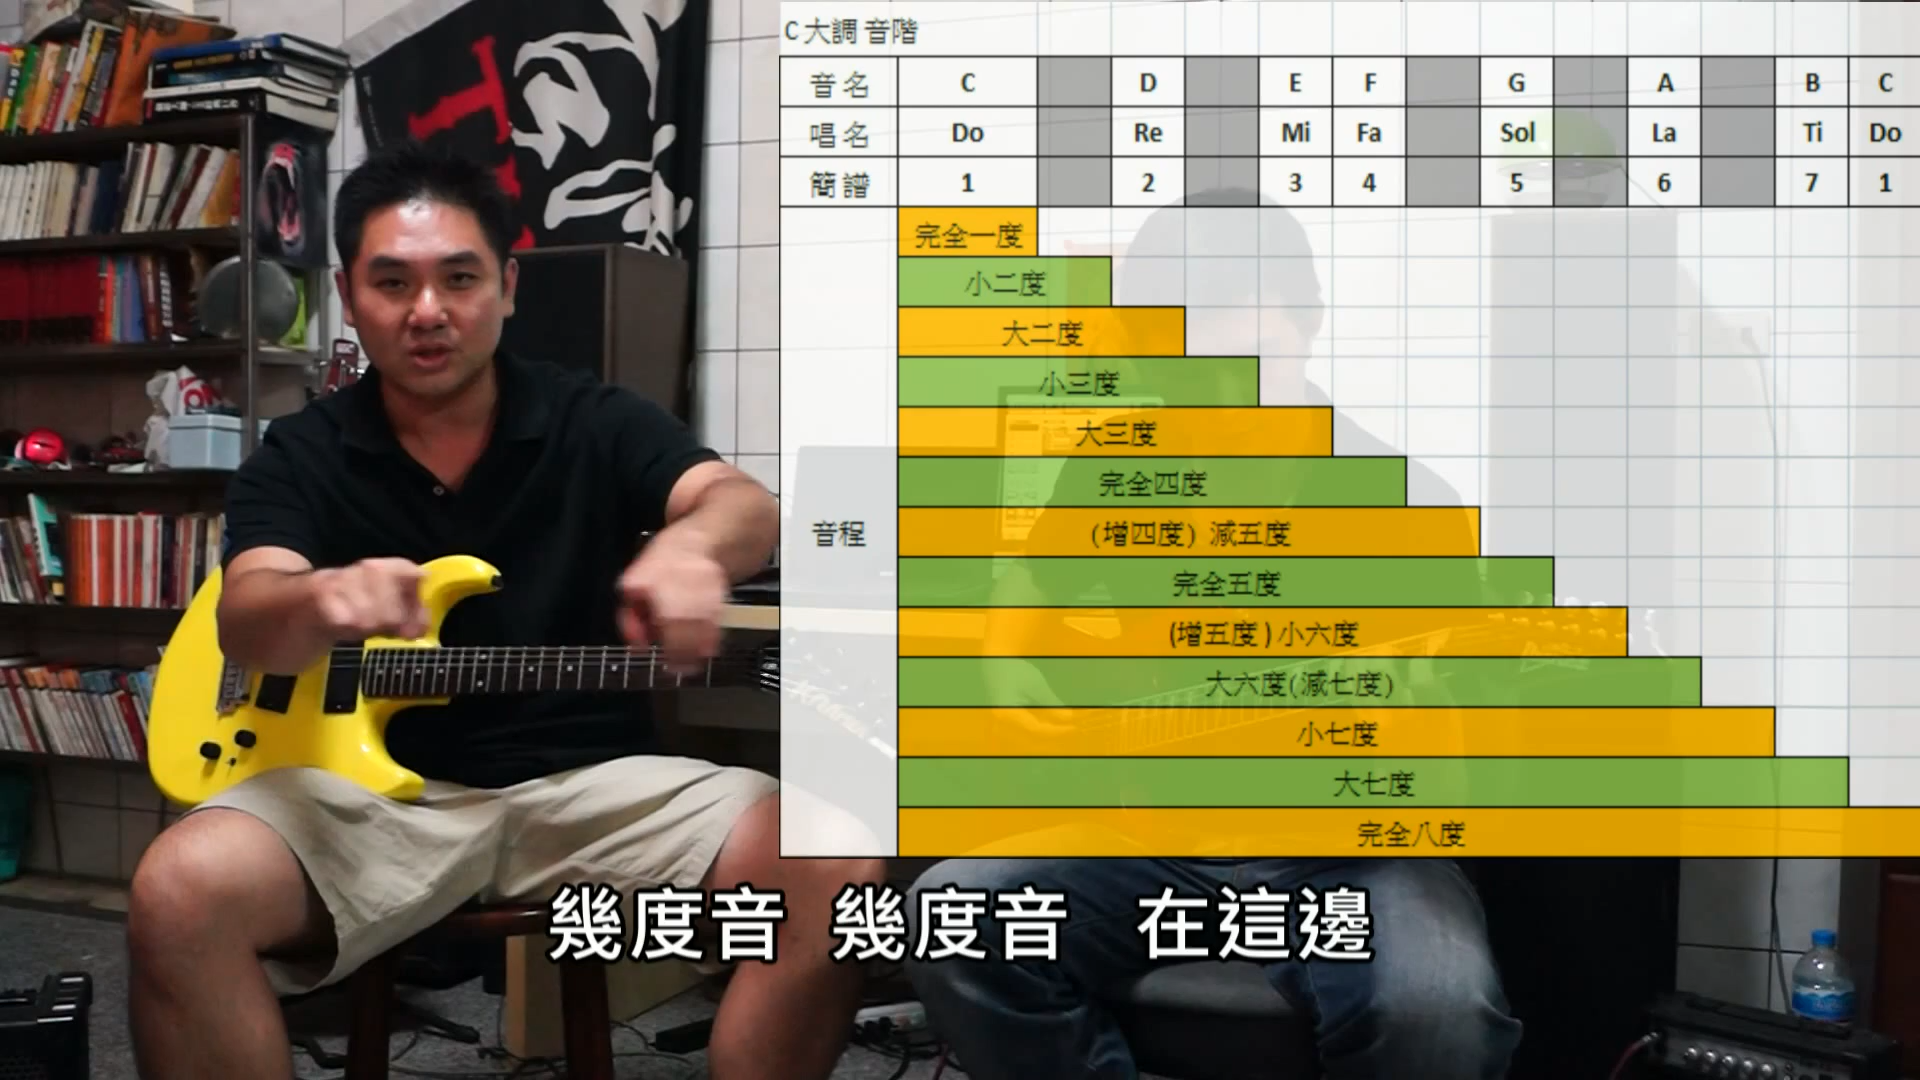 C 大調 音階
音名 C D E F G A B C
唱名 Do Re Mi Fa Sol La Ti Do
簡譜 1 2 3 4 5 6 7 1
完全一度
小二度
大二度
小三度
大三度
完全四度
音程 (增四度) 減五度
完全五度
(增五度)小六度
大六度(減七度)
小七度
大七度
完全八度
幾度音 幾度音 在這邊